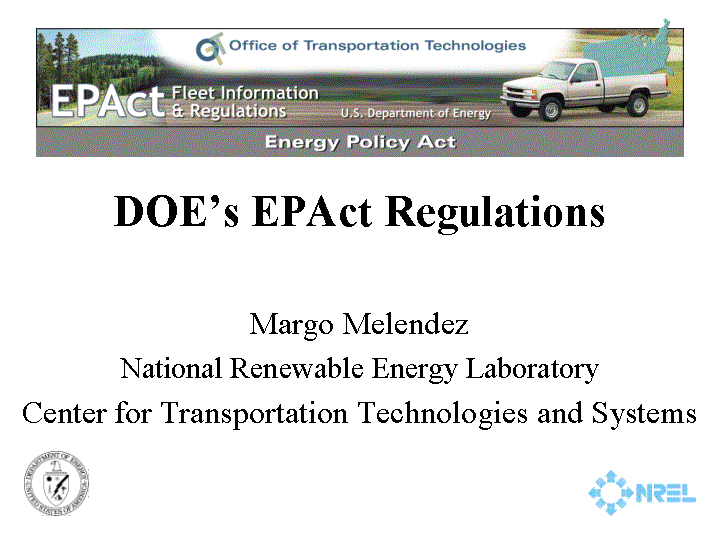 Office of Transportation Technologies
EPAct Fleet Information
& Regulations
U.S. Department of Energy
Energy Policy Act
DOE's EPAct Regulations
Margo Melendez
National Renewable Energy Laboratory
Center for Transportation Technologies and Systems
DEPARTMENT OF ENERGY
UNITED STATES OF AMERICA
NREL